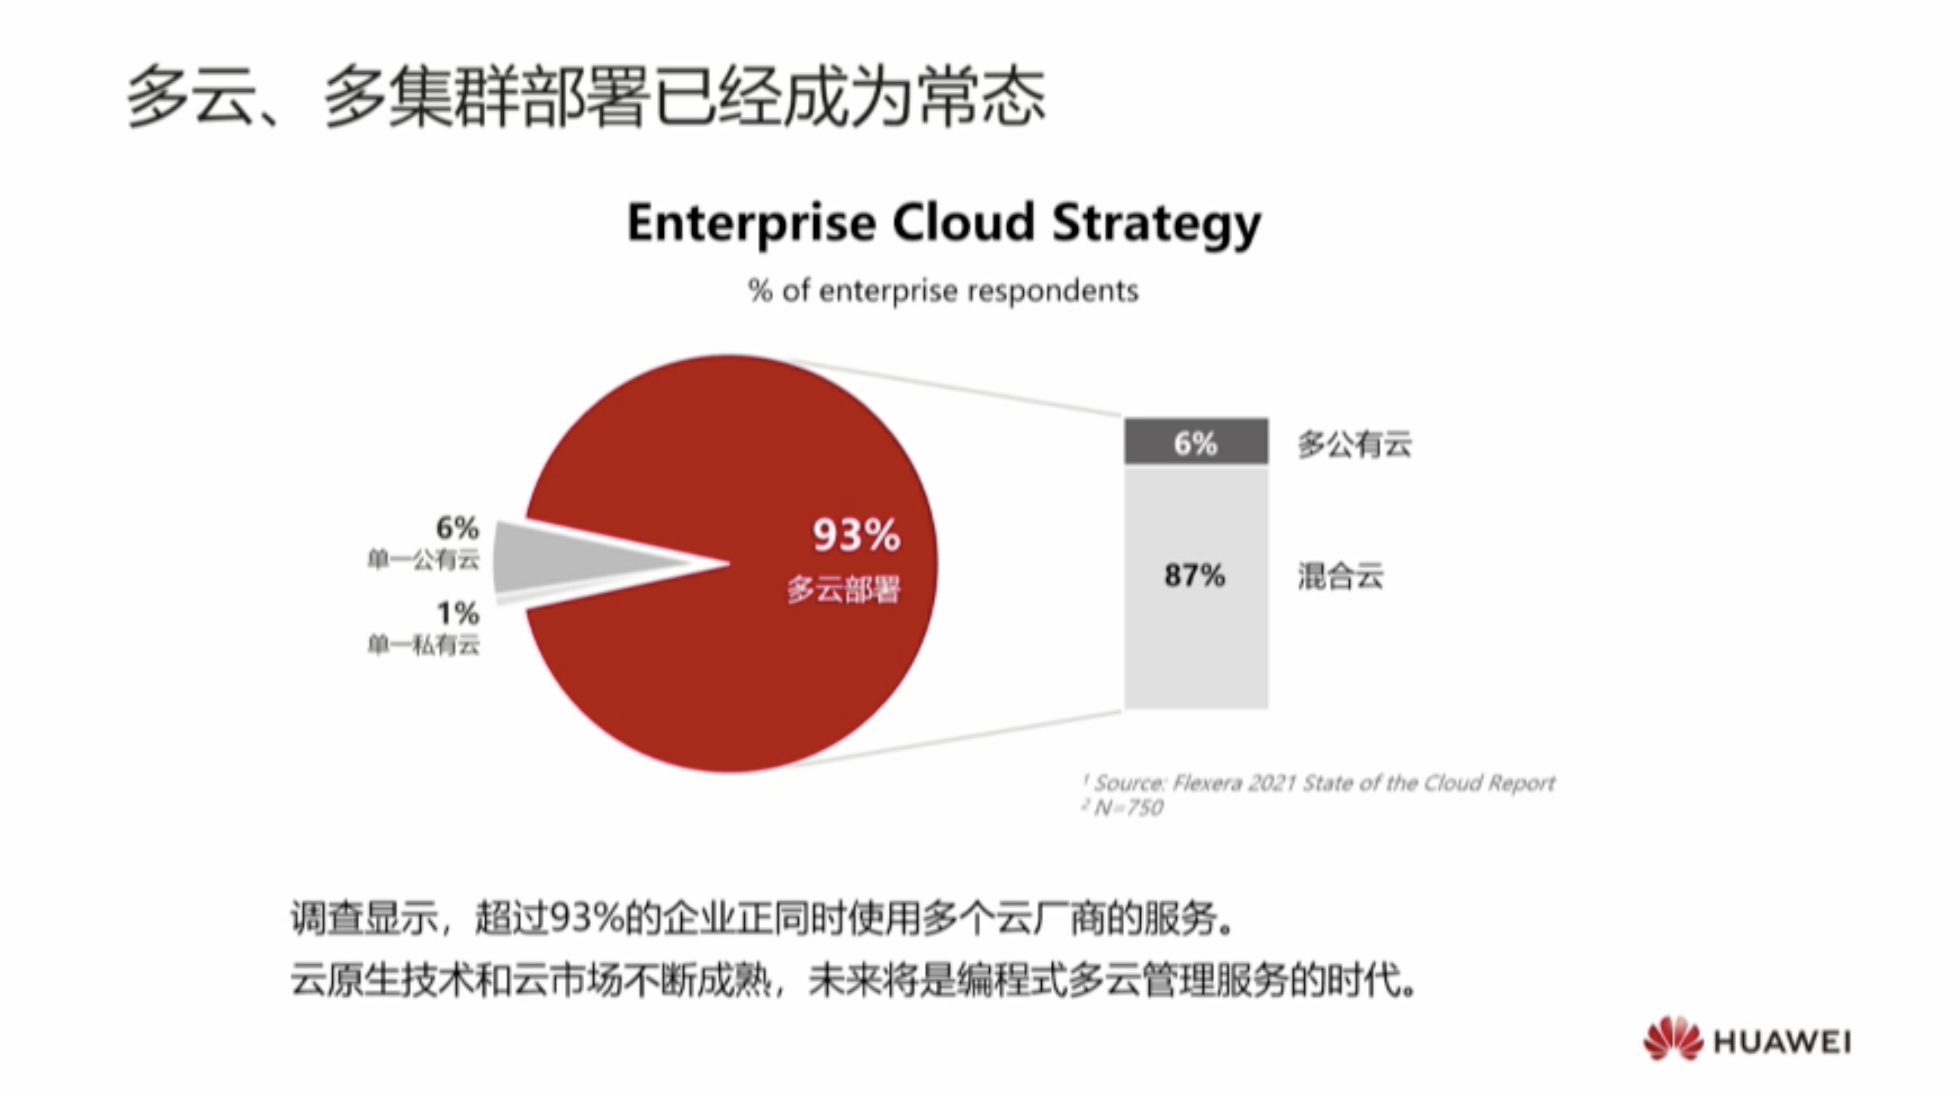 多云、多集群部署已经成为常态
Enterprise Cloud Strategy
% of enterprise respondents
6%
单一公有云
1%
单一私有云
93%
多云部署
6%
多公有云
87%
混合云
¹ Source: Flexera 2021 State of the Cloud Report
² N=750
调查显示，超过93%的企业正同时使用多个云厂商的服务。
云原生技术和云市场不断成熟，未来将是编程式多云管理服务的时代。
HUAWEI